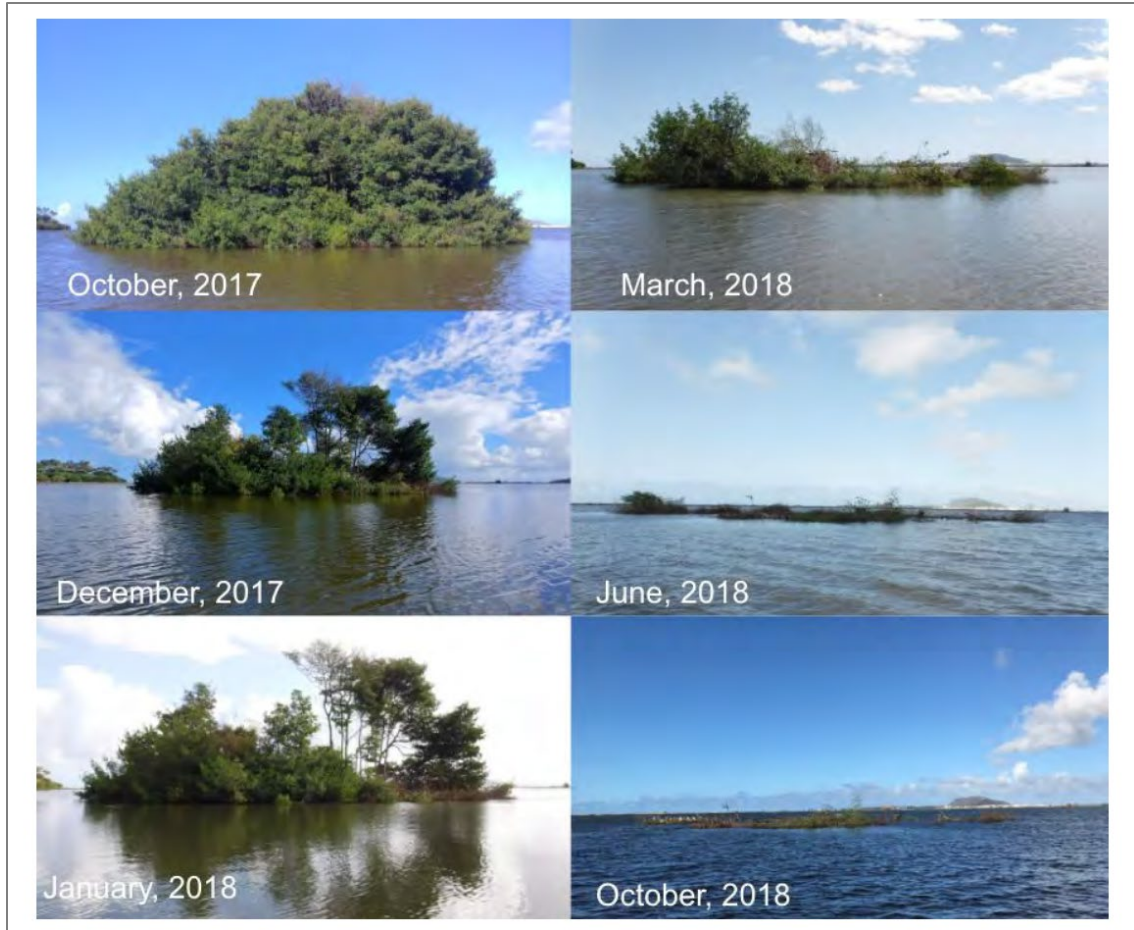 October, 2017
March, 2018
December, 2017
June, 2018
January, 2018
October, 2018